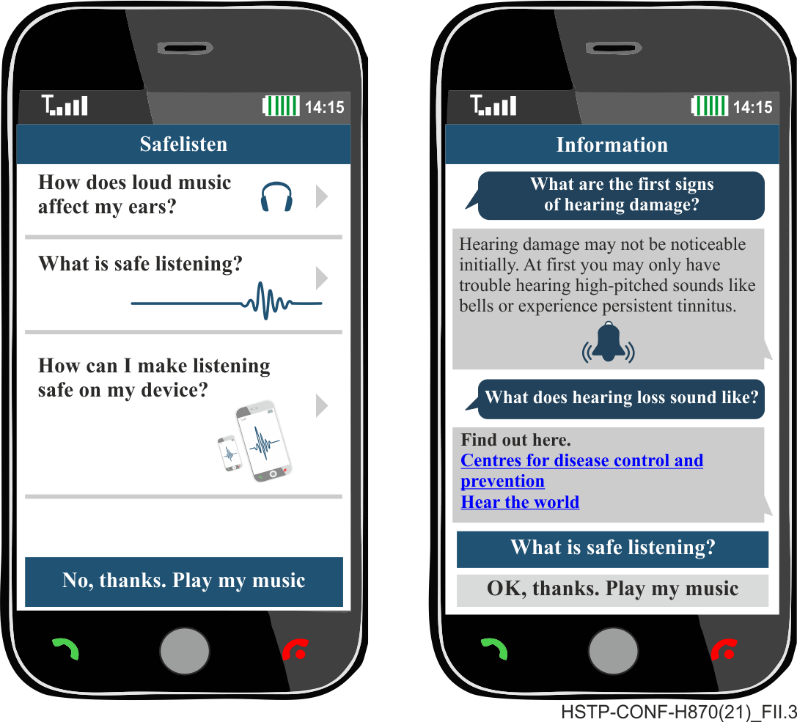 14:15
Safelisten
How does loud music
affect my ears?
What is safe listening?
How can I make listening
safe on my device?
No, thanks. Play my music
14:15
Information
What are the first signs
of hearing damage?
Hearing damage may not be noticeable
initially. At first you may only have
trouble hearing high-pitched sounds like
bells or experience persistent tinnitus.
What does hearing loss sound like?
Find out here.
Centres for disease control and
prevention
Hear the world
What is safe listening?
OK, thanks. Play my music
HSTP-CONF-H870(21)_FII.3